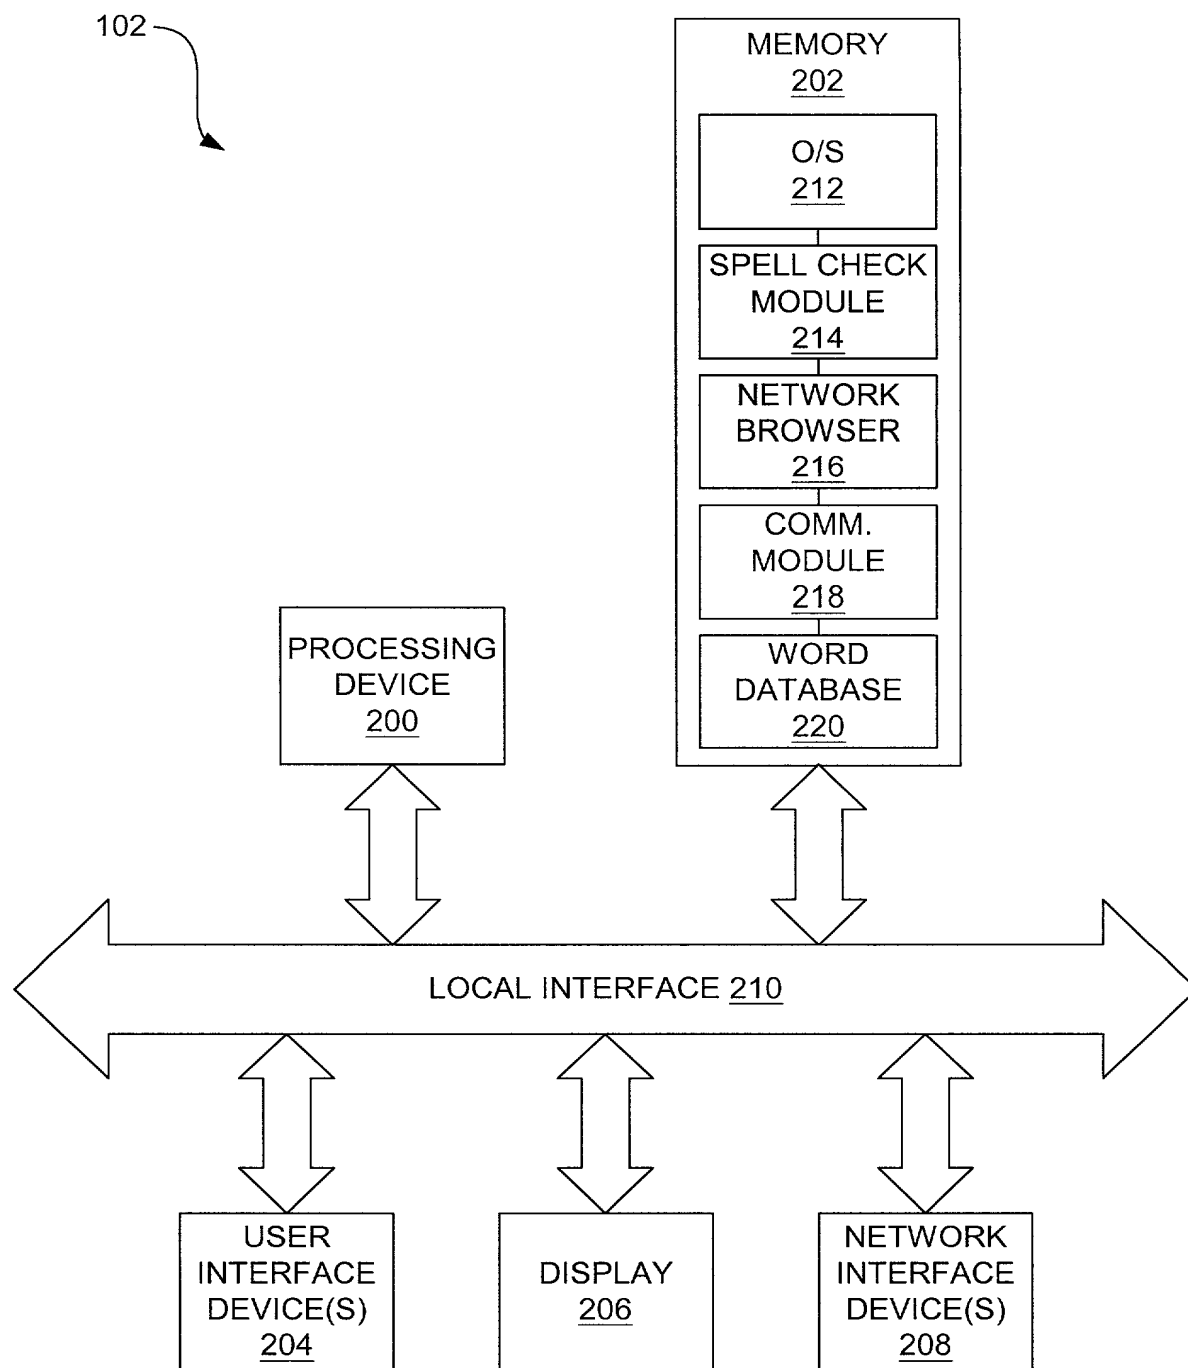 102
MEMORY
202
O/S
212
SPELL CHECK
MODULE
214
NETWORK
BROWSER
216
COMM.
MODULE
218
WORD
DATABASE
220
PROCESSING
DEVICE
200
LOCAL INTERFACE 210
USER
INTERFACE
DEVICE(S)
204
DISPLAY
206
NETWORK
INTERFACE
DEVICE(S)
208